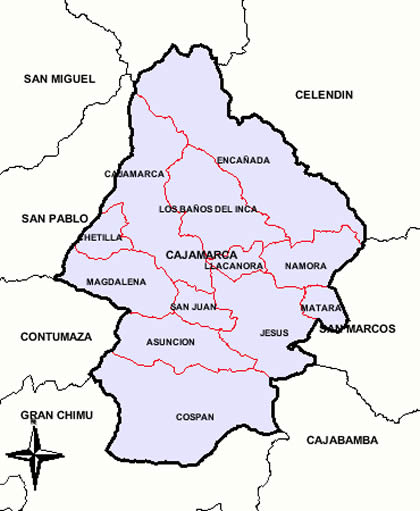 SAN MIGUEL
CELENDIN
ENCAÑADA
CAJAMARCA
LOS BAÑOS DEL INCA
SAN PABLO
CHETILLA
CAJAMARCA
LLACANORA
NAMORA
MAGDALENA
SAN JUAN
MATARA
SAN MARCOS
JESUS
CONTUMAZA
ASUNCION
GRAN CHIMU
COSPAN
CAJABAMBA